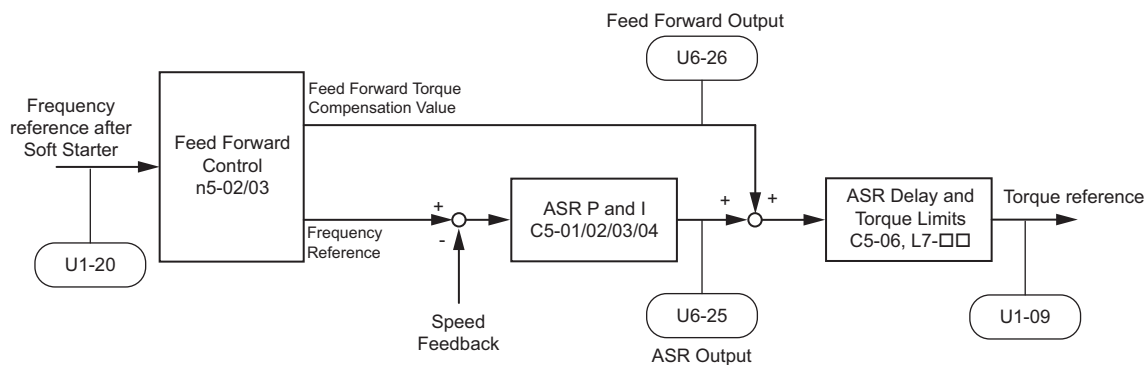 Feed Forward Output
U6-26
Frequency
reference after
Soft Starter
U1-20
Feed Forward
Control
n5-02/03
Feed Forward Torque
Compensation Value
Frequency
Reference
+
-
Speed
Feedback
ASR P and I
C5-01/02/03/04
+
+
U6-25
ASR Output
ASR Delay and
Torque Limits
C5-06, L7-□□
Torque reference
U1-09